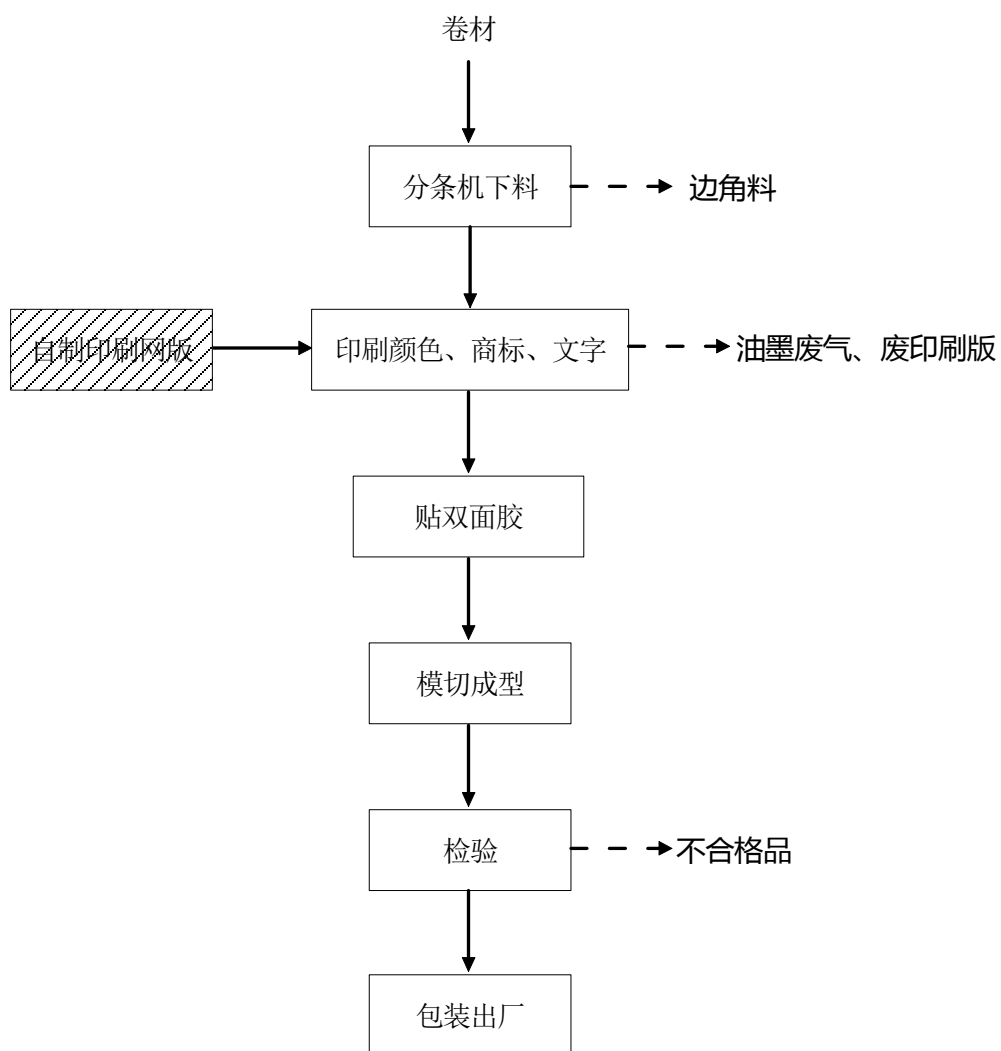 卷材
分条机下料
边角料
自制印刷网版
印刷颜色、商标、文字
油墨废气、废印刷版
贴双面胶
模切成型
检验
不合格品
包装出厂